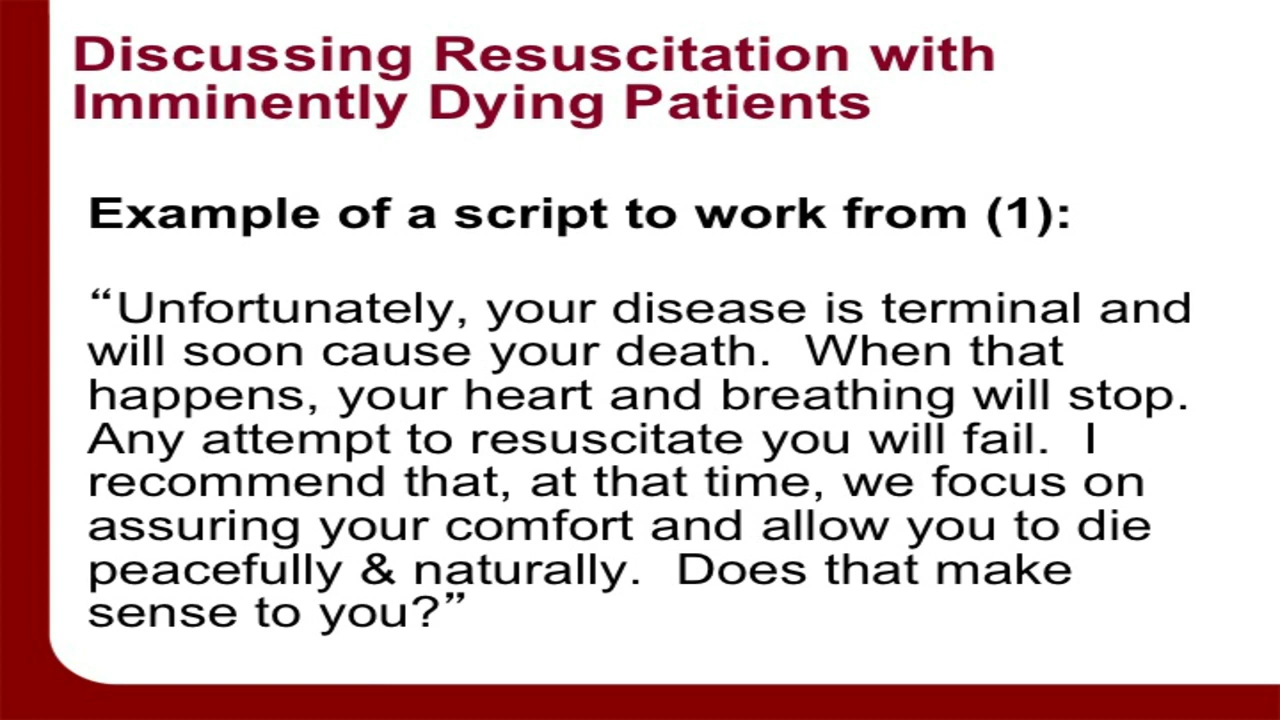 Discussing Resuscitation with
Imminently Dying Patients
Example of a script to work from (1):
“Unfortunately, your disease is terminal and
will soon cause your death.  When that
happens, your heart and breathing will stop.
Any attempt to resuscitate you will fail.  I
recommend that, at that time, we focus on
assuring your comfort and allow you to die
peacefully & naturally.  Does that make
sense to you?”